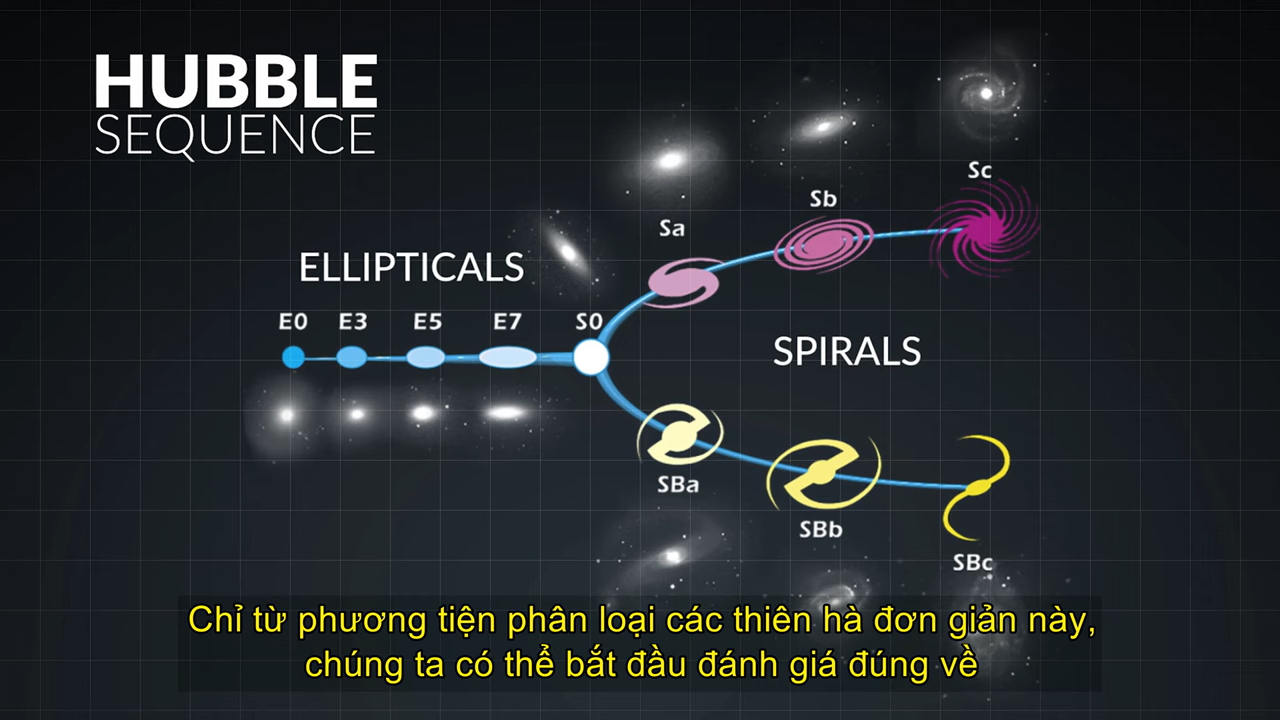 HUBBLE
SEQUENCE
Sc
Sb
Sa
ELLIPTICALS
E0 E3 E5 E7 S0
SPIRALS
SBa
SBb
SBc
Chỉ từ phương tiện phân loại các thiên hà đơn giản này,
chúng ta có thể bắt đầu đánh giá đúng về